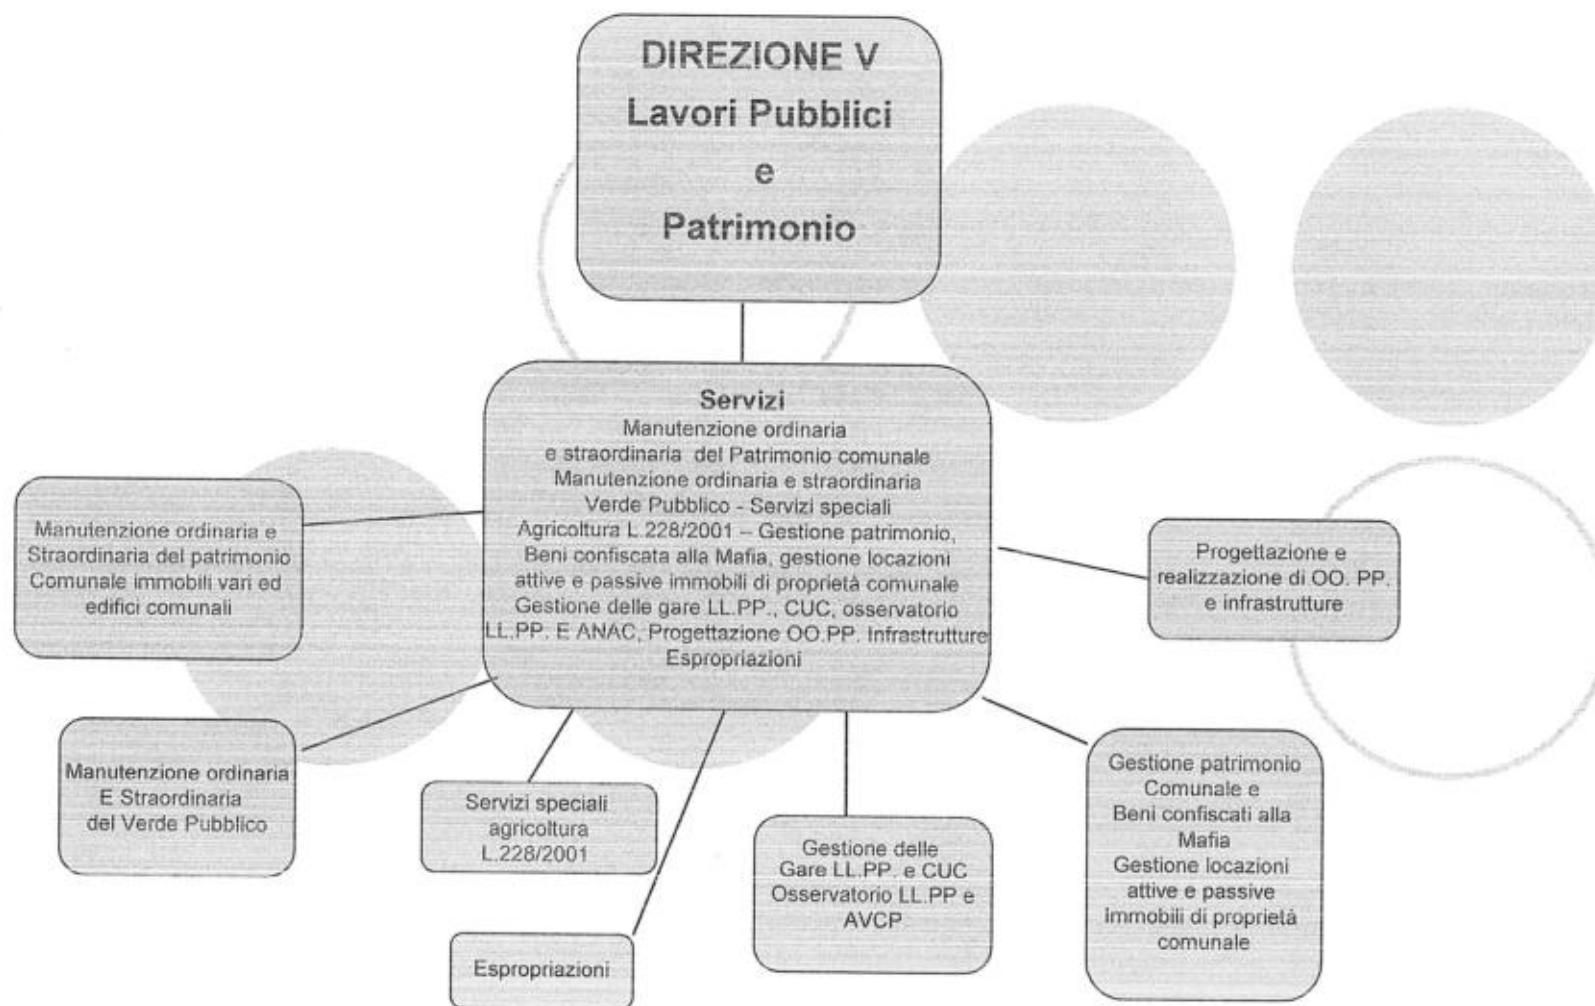 DIREZIONE V
Lavori Pubblici
e
Patrimonio
Servizi
Manutenzione ordinaria
e straordinaria del Patrimonio comunale
Manutenzione ordinaria e straordinaria
Verde Pubblico - Servizi speciali
Agricoltura L.228/2001 – Gestione patrimonio,
Beni confiscata alla Mafia, gestione locazioni
attive e passive immobili di proprietà comunale
Gestione delle gare LL.PP., CUC, osservatorio
LL.PP. E ANAC, Progettazione OO.PP. Infrastrutture
Espropriazioni
Manutenzione ordinaria e
Straordinaria del patrimonio
Comunale immobili vari ed
edifici comunali
Progettazione e
realizzazione di OO. PP.
e infrastrutture
Manutenzione ordinaria
E Straordinaria
del Verde Pubblico
Servizi speciali
agricoltura
L.228/2001
Espropriazioni
Gestione delle
Gare LL.PP. e CUC
Osservatorio LL.PP e
AVCP
Gestione patrimonio
Comunale e
Beni confiscati alla
Mafia
Gestione locazioni
attive e passive
Immobili di proprietà
comunale